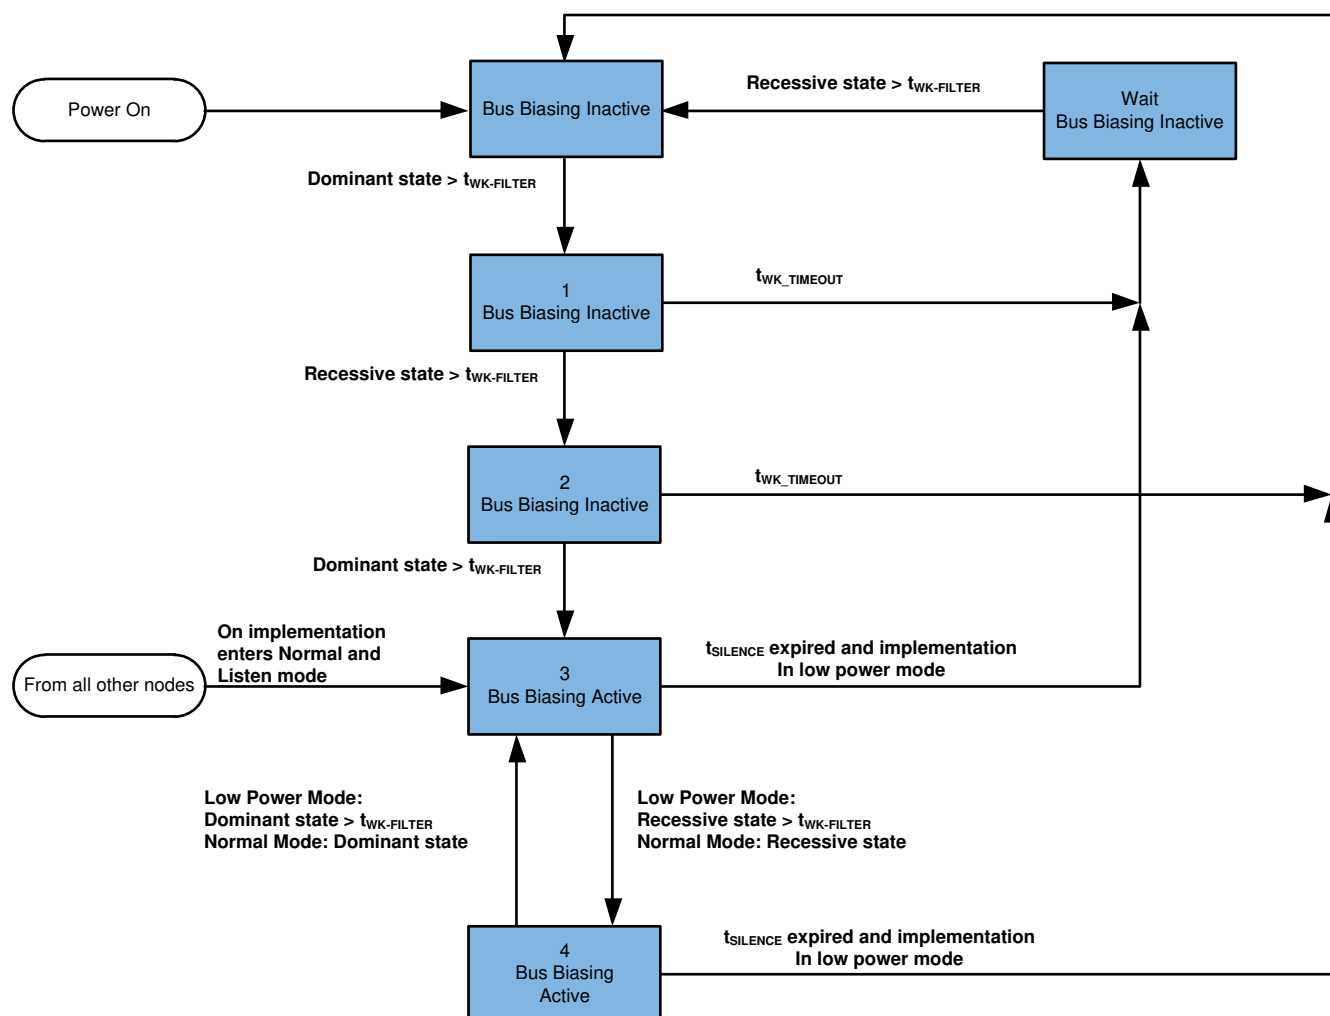 Power On
Bus Biasing Inactive
Recessive state > tWK-FILTER
Wait
Bus Biasing Inactive
Dominant state > tWK-FILTER
1
Bus Biasing Inactive
tWK_TIMEOUT
Recessive state > tWK-FILTER
2
Bus Biasing Inactive
tWK_TIMEOUT
Dominant state > tWK-FILTER
On implementation
enters Normal and
Listen mode
From all other nodes
3
Bus Biasing Active
tSILENCE expired and implementation
In low power mode
Low Power Mode:
Dominant state > tWK-FILTER
Normal Mode: Dominant state
Low Power Mode:
Recessive state > tWK-FILTER
Normal Mode: Recessive state
4
Bus Biasing
Active
tSILENCE expired and implementation
In low power mode